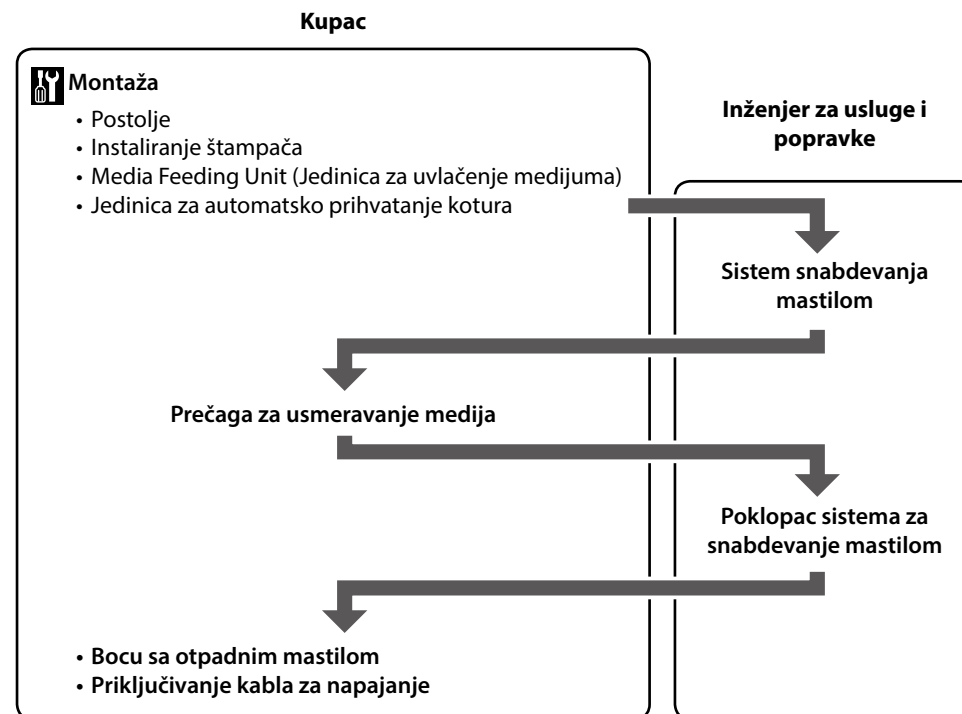 Kupac
Montaža
• Postolje
• Instaliranje štampača
• Media Feeding Unit (Jedinica za uvlačenje medijuma)
• Jedinica za automatsko prihvatanje kotura
Inženjer za usluge i
popravke
Sistem snabdevanja
mastilom
Prečaga za usmeravanje medija
Poklopac sistema za
snabdevanje mastilom
• Bocu sa otpadnim mastilom
• Priključivanje kabla za napajanje